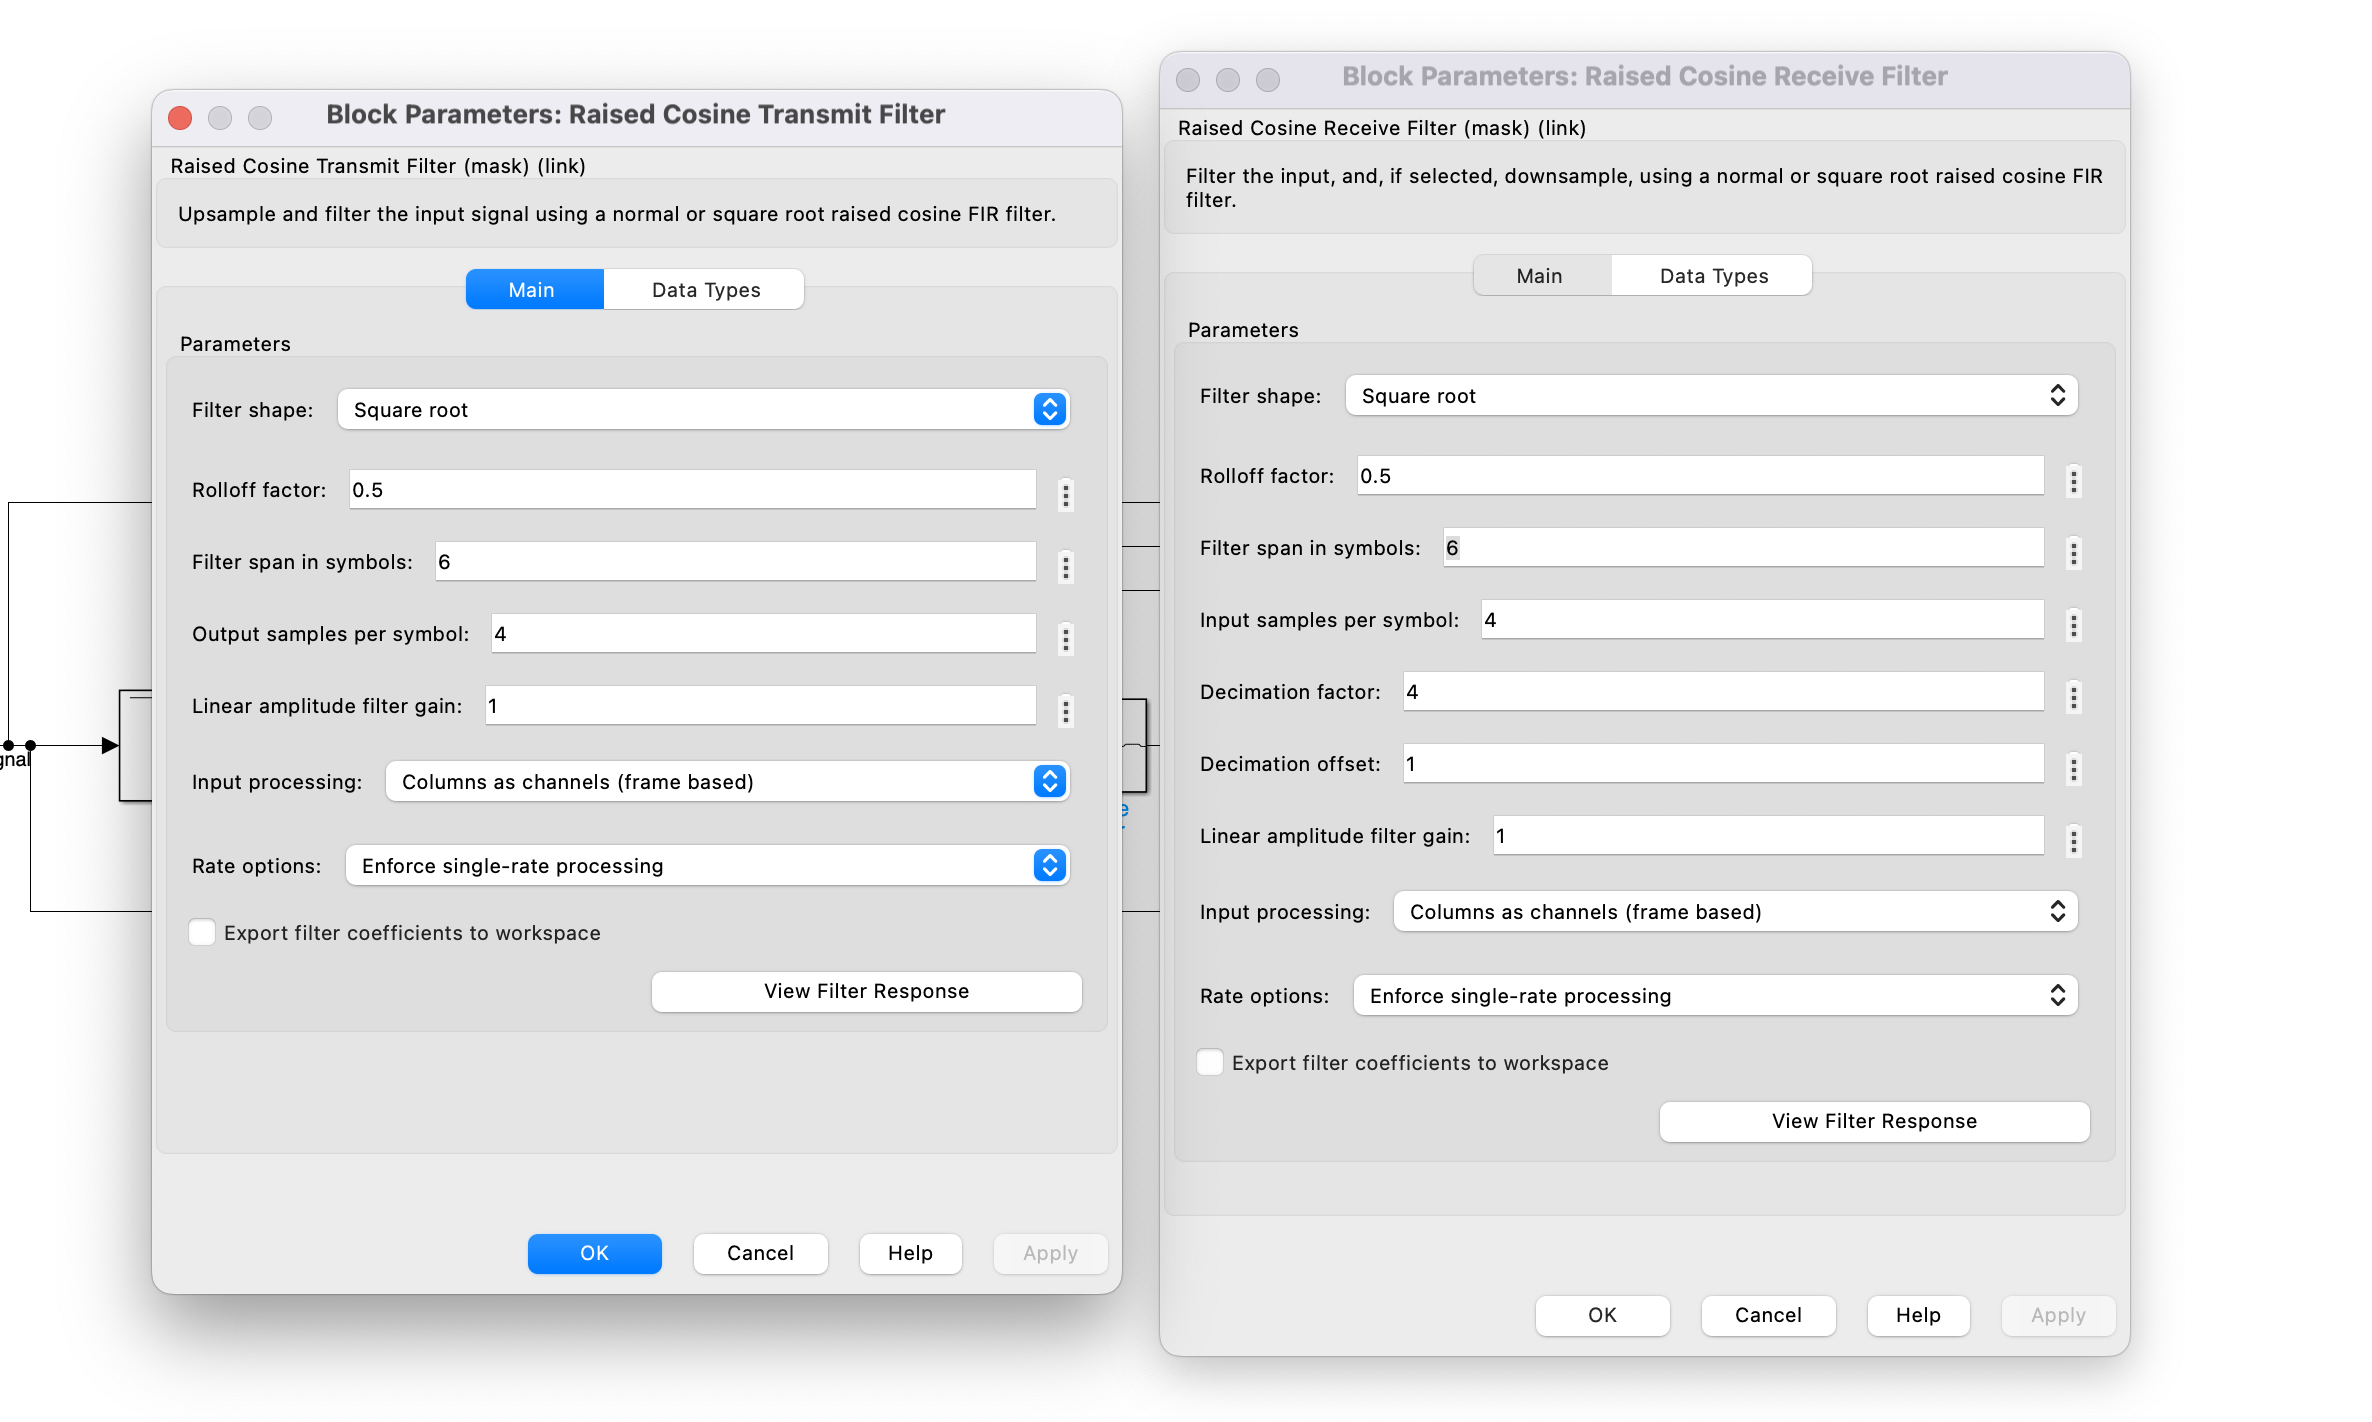 Block Parameters: Raised Cosine Transmit Filter
Raised Cosine Transmit Filter (mask) (link)
Upsample and filter the input signal using a normal or square root raised cosine FIR filter.
Main Data Types
Parameters
Filter shape: Square root
Rolloff factor: 0.5
Filter span in symbols: 6
Output samples per symbol: 4
Linear amplitude filter gain: 1
Input processing: Columns as channels (frame based)
Rate options: Enforce single-rate processing
Export filter coefficients to workspace
View Filter Response
OK Cancel Help Apply
Block Parameters: Raised Cosine Receive Filter
Raised Cosine Receive Filter (mask) (link)
Filter the input, and, if selected, downsample, using a normal or square root raised cosine FIR
filter.
Main Data Types
Parameters
Filter shape: Square root
Rolloff factor: 0.5
Filter span in symbols: 6
Input samples per symbol: 4
Decimation factor: 4
Decimation offset: 1
Linear amplitude filter gain: 1
Input processing: Columns as channels (frame based)
Rate options: Enforce single-rate processing
Export filter coefficients to workspace
View Filter Response
OK Cancel Help Apply